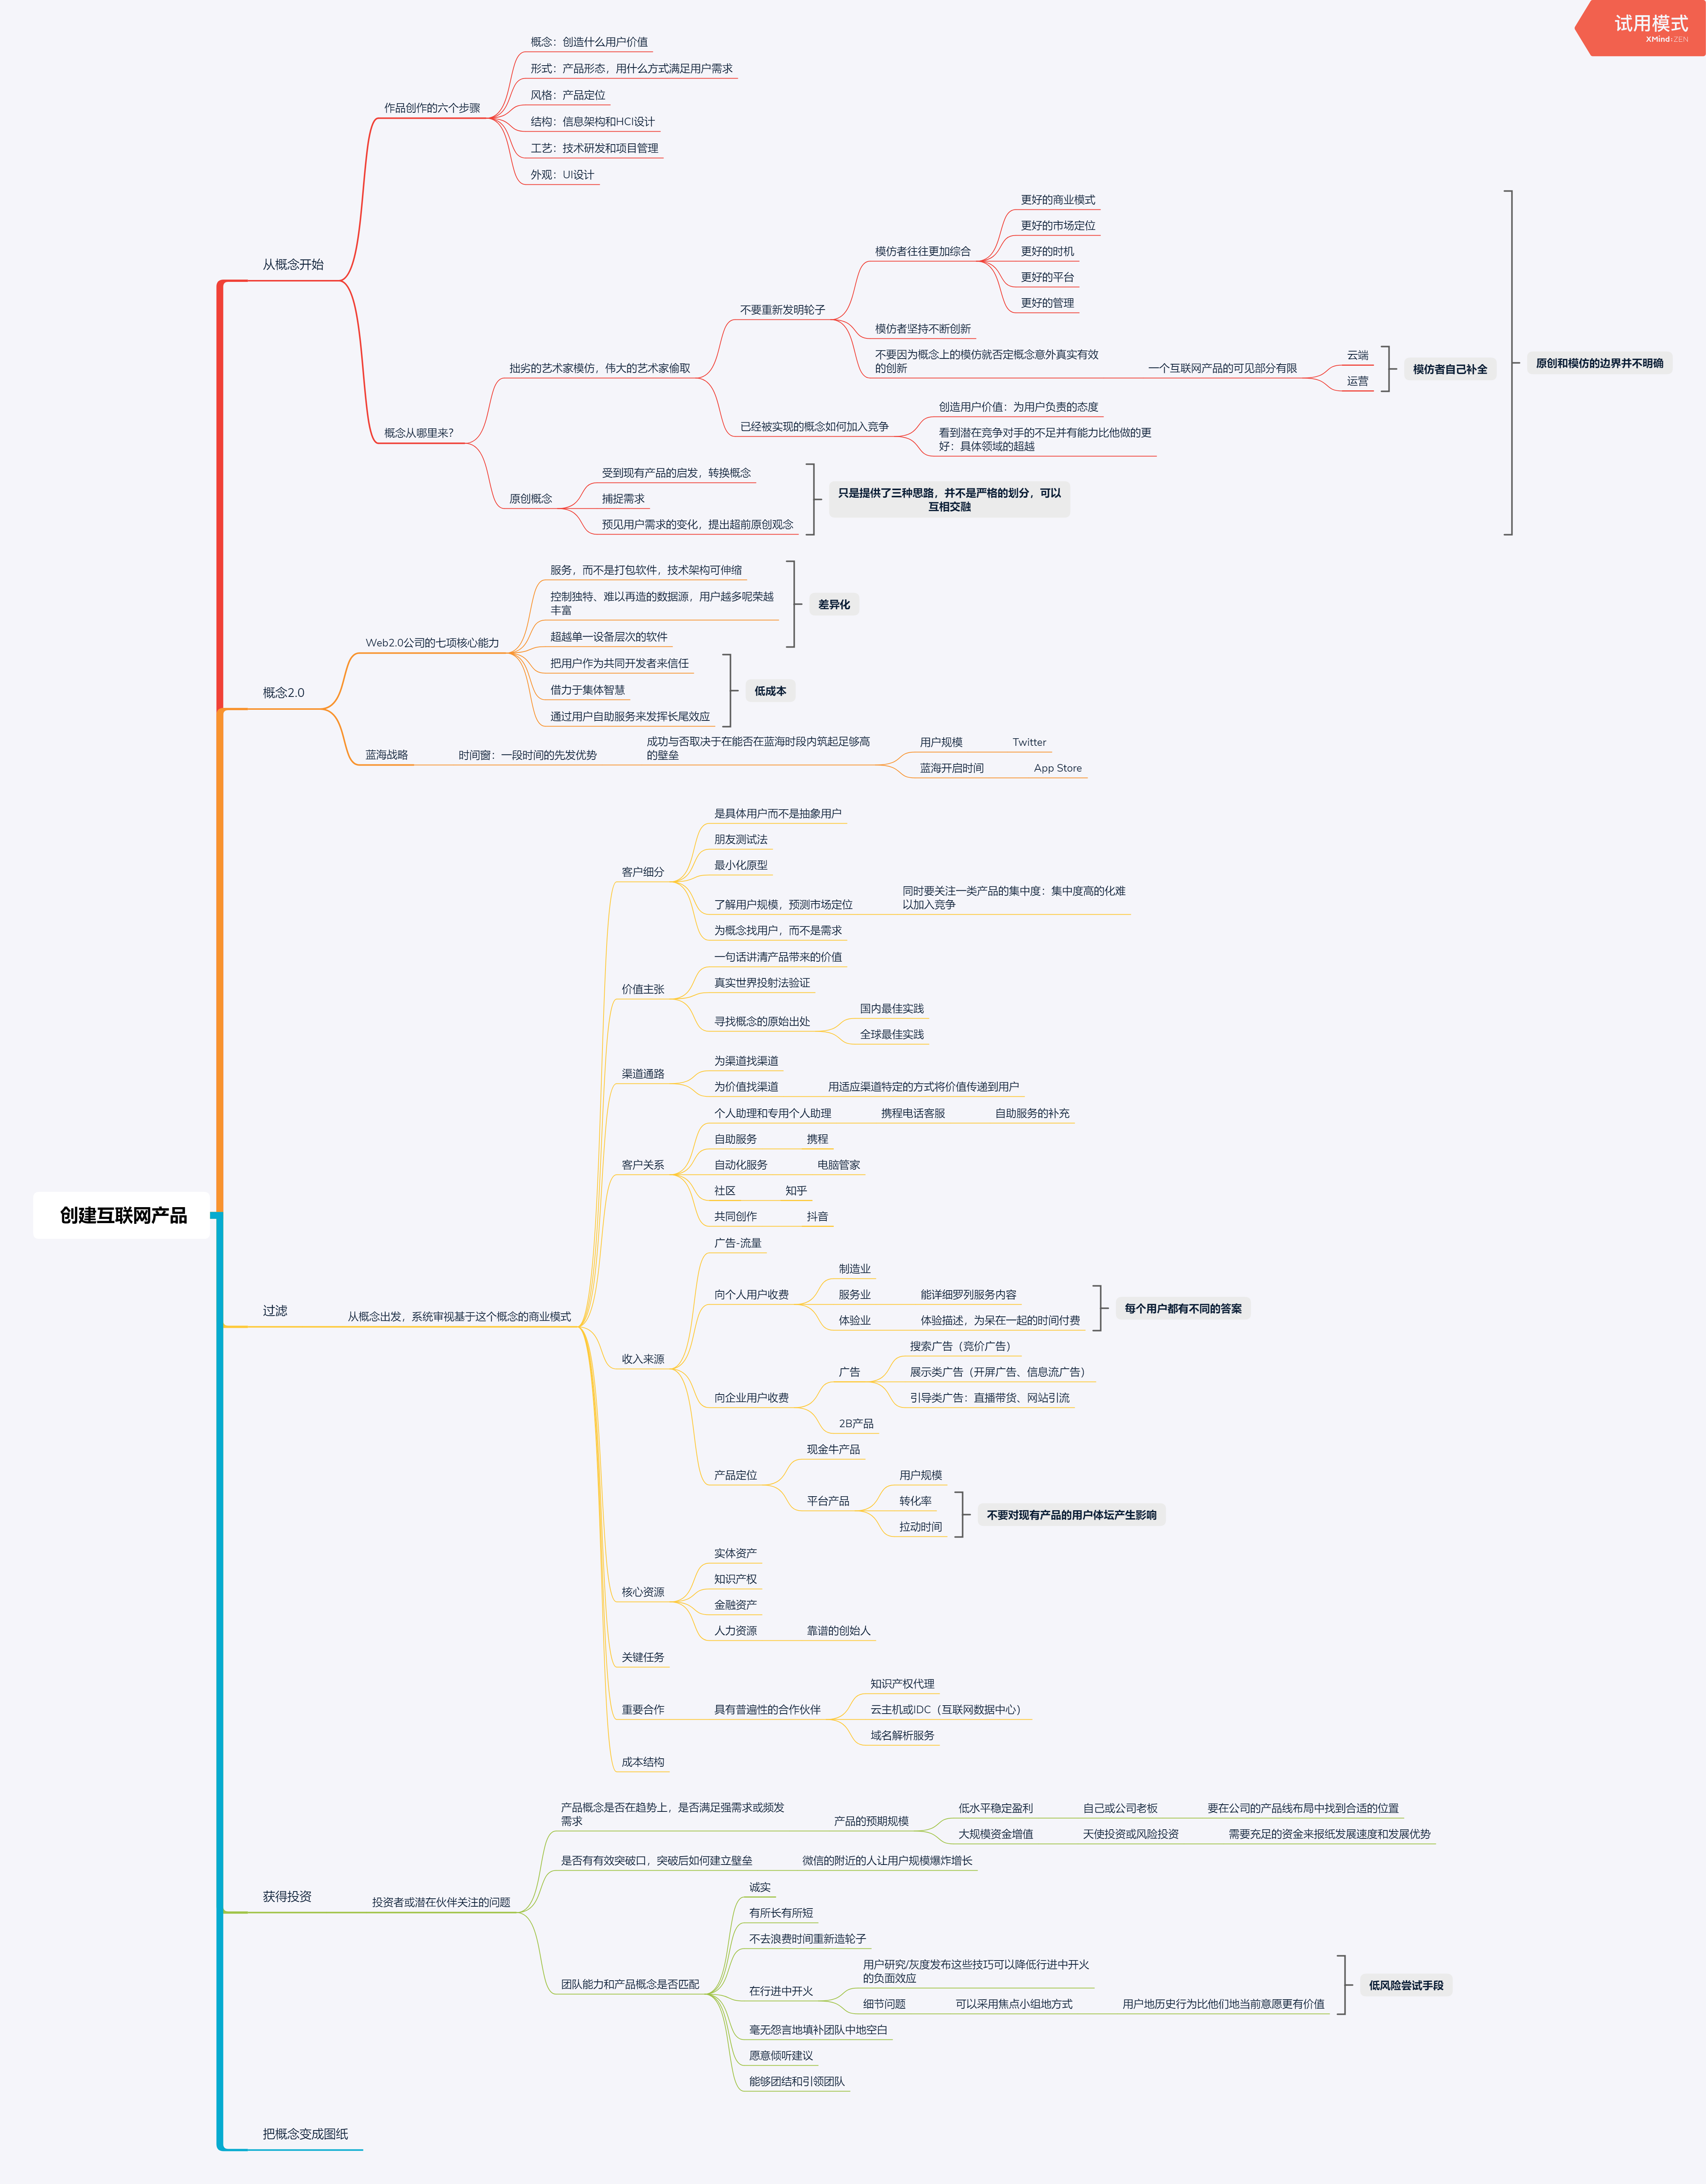 试用模式
XMind:ZEN
创建互联网产品
从概念开始
作品创作的六个步骤
概念：创造什么用户价值
形式：产品形态，用什么方式满足用户需求
风格：产品定位
结构：信息架构和HCI设计
工艺：技术研发和项目管理
外观：UI设计
概念从哪里来？
拙劣的艺术家模仿，伟大的艺术家偷取
不要重新发明轮子
模仿者往往更加综合
更好的商业模式
更好的市场定位
更好的时机
更好的平台
更好的管理
模仿者坚持不断创新
不要因为概念上的模仿就否定概念意外真实有效
的创新
一个互联网产品的可见部分有限
云端
运营
模仿者自己补全
已经被实现的概念如何加入竞争
创造用户价值：为用户负责的态度
看到潜在竞争对手的不足并有能力比他做的更
好：具体领域的超越
原创概念
受到现有产品的启发，转换概念
捕捉需求
预见用户需求的变化，提出超前原创观念
只是提供了三种思路，并不是严格的划分，可以
互相交融
原创和模仿的边界并不明确
概念2.0
Web2.0公司的七项核心能力
服务，而不是打包软件，技术架构可伸缩
控制独特、难以再造的数据源，用户越多呢荣越
丰富
超越单一设备层次的软件
差异化
把用户作为共同开发者来信任
借力于集体智慧
通过用户自助服务来发挥长尾效应
低成本
蓝海战略
时间窗：一段时间的先发优势
成功与否取决于在能否在蓝海时段内筑起足够高
的壁垒
用户规模
Twitter
蓝海开启时间
App Store
过滤
从概念出发，系统审视基于这个概念的商业模式
客户细分
是具体用户而不是抽象用户
朋友测试法
最小化原型
了解用户规模，预测市场定位
同时要关注一类产品的集中度：集中度高的化难
以加入竞争
为概念找用户，而不是需求
价值主张
一句话讲清产品带来的价值
真实世界投射法验证
寻找概念的原始出处
国内最佳实践
全球最佳实践
渠道通路
为渠道找渠道
为价值找渠道
用适应渠道特定的方式将价值传递到用户
客户关系
个人助理和专用个人助理
携程电话客服
自助服务的补充
自助服务
携程
自动化服务
电脑管家
社区
知乎
共同创作
抖音
收入来源
广告-流量
向个人用户收费
制造业
服务业
能详细罗列服务内容
体验业
体验描述，为呆在一起的时间付费
每个用户都有不同的答案
向企业用户收费
广告
搜索广告（竞价广告）
展示类广告（开屏广告、信息流广告）
引导类广告：直播带货、网站引流
2B产品
产品定位
现金牛产品
平台产品
用户规模
转化率
拉动时间
不要对现有产品的用户体坛产生影响
核心资源
实体资产
知识产权
金融资产
人力资源
靠谱的创始人
关键任务
重要合作
具有普遍性的合作伙伴
知识产权代理
云主机或IDC（互联网数据中心）
域名解析服务
成本结构
获得投资
投资者或潜在伙伴关注的问题
产品概念是否在趋势上，是否满足强需求或频发
需求
产品的预期规模
低水平稳定盈利
自己或公司老板
要在公司的产品线布局中找到合适的位置
大规模资金增值
天使投资或风险投资
需要充足的资金来报纸发展速度和发展优势
是否有有效突破口，突破后如何建立壁垒
微信的附近的人让用户规模爆炸增长
团队能力和产品概念是否匹配
诚实
有所长有所短
不去浪费时间重新造轮子
在行进中开火
用户研究/灰度发布这些技巧可以降低行进中开火
的负面效应
细节问题
可以采用焦点小组地方式
用户地历史行为比他们地当前意愿更有价值
低风险尝试手段
毫无怨言地填补团队中地空白
愿意倾听建议
能够团结和引领团队
把概念变成图纸